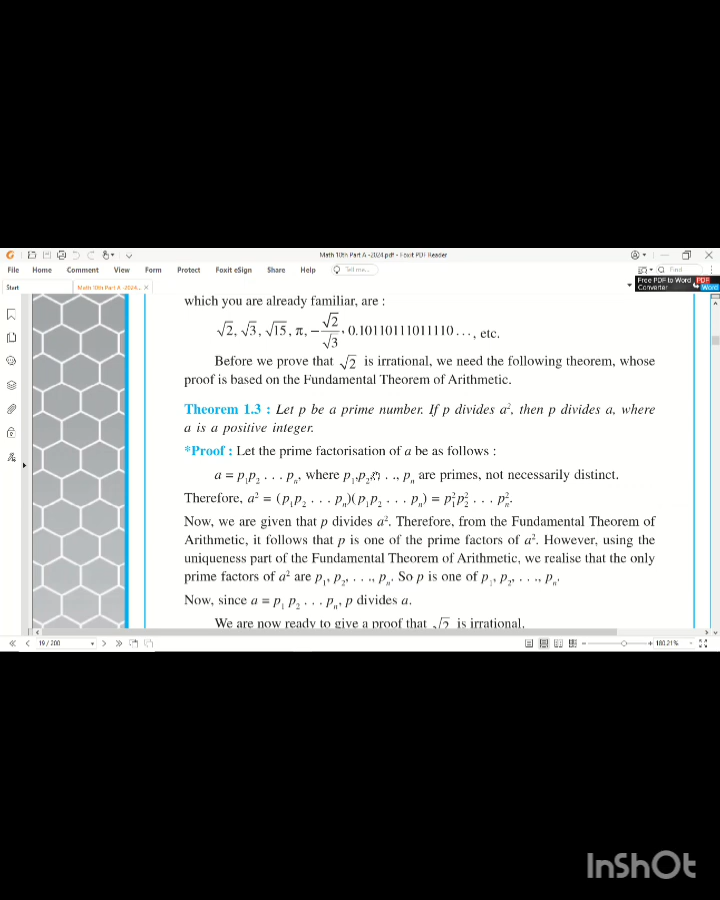 Math 10th Part A -2024.pdf - Foxit PDF Reader
File Home Comment View Form Protect Foxit eSign Share Help Tell me... Find
Start Math 10th Part A -2024... Free PDF to Word Converter PDF Word
which you are already familiar, are :
√2, √3, √15, π, −√2/√3, 0.10110111011110 . . ., etc.
Before we prove that √2 is irrational, we need the following theorem, whose
proof is based on the Fundamental Theorem of Arithmetic.
Theorem 1.3 : Let p be a prime number. If p divides a², then p divides a, where
a is a positive integer.
*Proof : Let the prime factorisation of a be as follows :
a = p₁p₂ . . . pₙ, where p₁,p₂, . . ., pₙ are primes, not necessarily distinct.
Therefore, a² = (p₁p₂ . . . pₙ)(p₁p₂ . . . pₙ) = p₁²p₂² . . . pₙ².
Now, we are given that p divides a². Therefore, from the Fundamental Theorem of
Arithmetic, it follows that p is one of the prime factors of a². However, using the
uniqueness part of the Fundamental Theorem of Arithmetic, we realise that the only
prime factors of a² are p₁, p₂, . . ., pₙ. So p is one of p₁, p₂, . . ., pₙ.
Now, since a = p₁ p₂ . . . pₙ, p divides a.
We are now ready to give a proof that √2 is irrational.
19 / 200 180.21%
InShOt